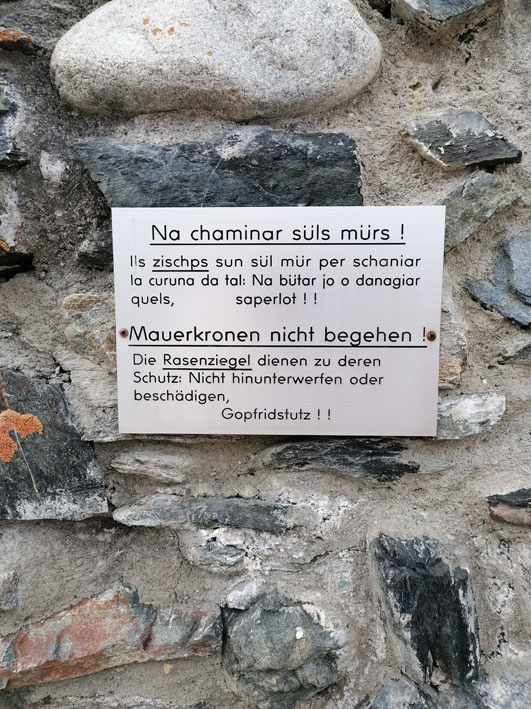 Na chaminar süls mürs !
Ils zischps sun sül mür per schaniar
la curuna da tal: Na bütar jo o danagiar
quels, saperlot ! !
Mauerkronen nicht begehen !
Die Rasenziegel dienen zu deren
Schutz: Nicht hinunterwerfen oder
beschädigen,
Gopfridstutz ! !